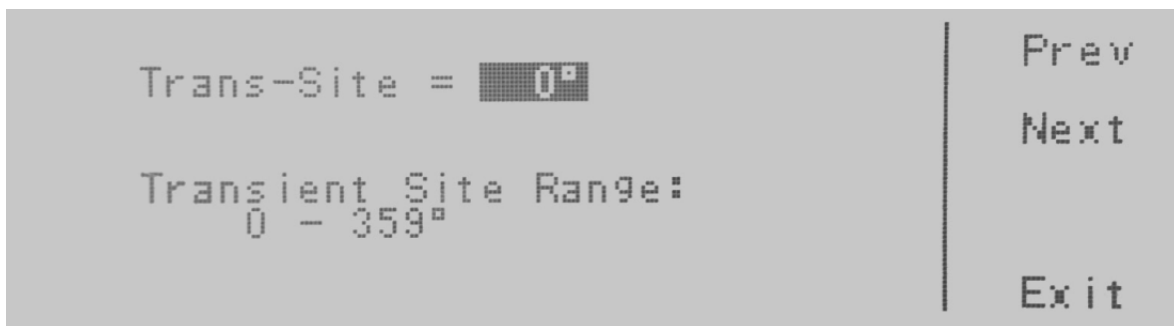 Trans-Site = 0°
Transient Site Range:
0 - 359°
Prev
Next
Exit